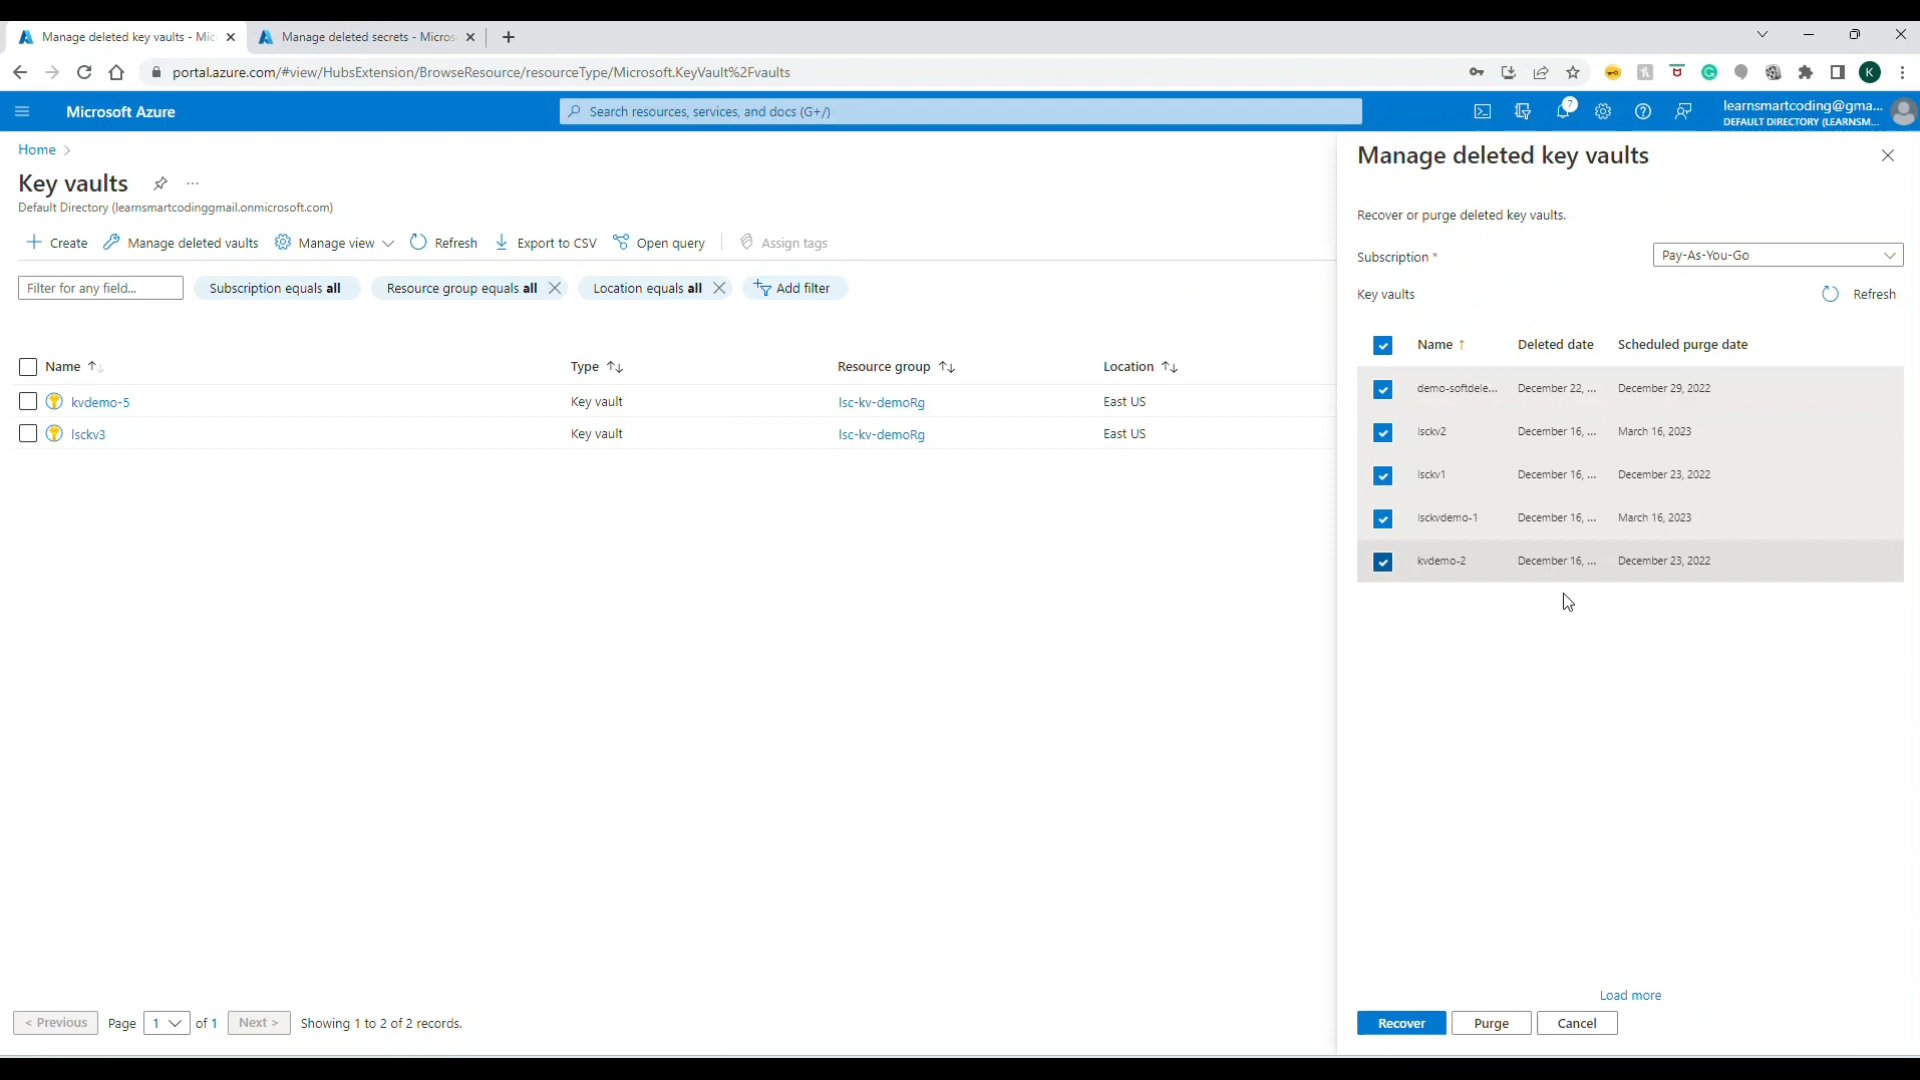 Manage deleted key vaults - Mic
Manage deleted secrets - Micros
portal.azure.com/#view/HubsExtension/BrowseResource/resourceType/Microsoft.KeyVault%2Fvaults
K
Microsoft Azure
Search resources, services, and docs (G+/)
7
learnsmartcoding@gma...
DEFAULT DIRECTORY (LEARNSM...
Home >
Key vaults
...
Default Directory (learnsmartcodinggmail.onmicrosoft.com)
Create
Manage deleted vaults
Manage view
Refresh
Export to CSV
Open query
Assign tags
Filter for any field...
Subscription equals all
Resource group equals all
Location equals all
Add filter
Name
Type
Resource group
Location
kvdemo-5
Key vault
lsc-kv-demoRg
East US
lsckv3
Key vault
lsc-kv-demoRg
East US
< Previous
Page
1
of 1
Next >
Showing 1 to 2 of 2 records.
Manage deleted key vaults
Recover or purge deleted key vaults.
Subscription *
Pay-As-You-Go
Key vaults
Refresh
Name ↑
Deleted date
Scheduled purge date
demo-softdele...
December 22, ...
December 29, 2022
lsckv2
December 16, ...
March 16, 2023
lsckv1
December 16, ...
December 23, 2022
lsckvdemo-1
December 16, ...
March 16, 2023
kvdemo-2
December 16, ...
December 23, 2022
Load more
Recover
Purge
Cancel